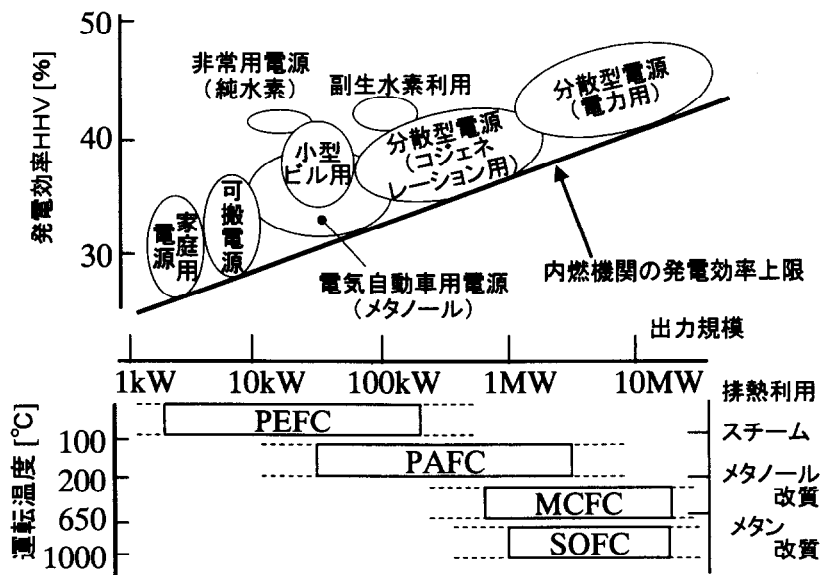 50
40
30
発電効率HHV [%]
非常用電源
(純水素)
副生水素利用
分散型電源
(電力用)
小型
ビル用
分散型電源
(コジェネ
レーション用)
家庭用
電源
可搬電源
電気自動車用電源
(メタノール)
内燃機関の発電効率上限
出力規模
1kW
10kW
100kW
1MW
10MW
排熱利用
運転温度 [℃]
100
200
650
1000
PEFC
PAFC
MCFC
SOFC
スチーム
メタノール
改質
メタン
改質